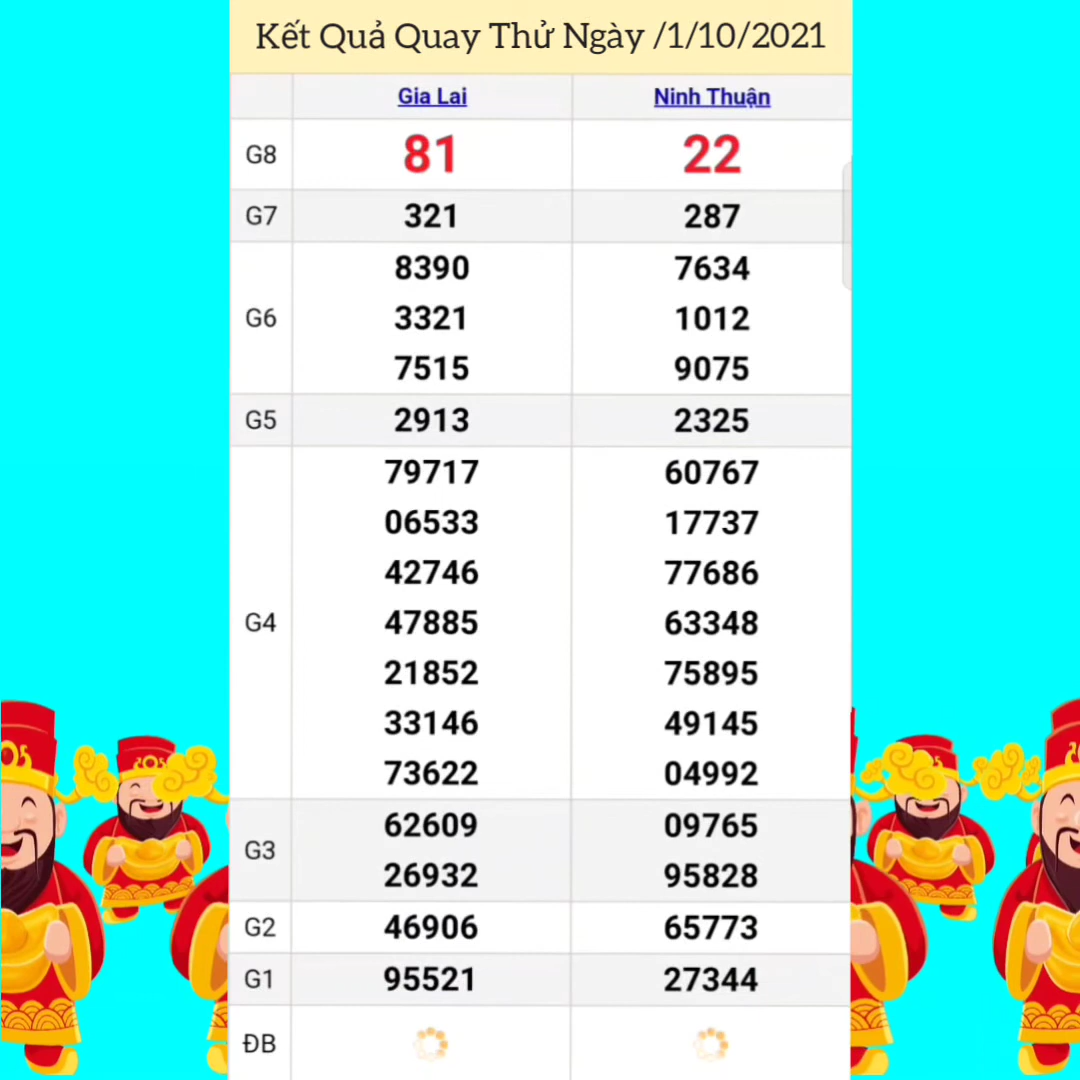 Kết Quả Quay Thử Ngày /1/10/2021
Gia Lai Ninh Thuận
G8 81 22
G7 321 287
8390 7634
G6 3321 1012
7515 9075
G5 2913 2325
79717 60767
06533 17737
42746 77686
G4 47885 63348
21852 75895
33146 49145
73622 04992
62609 09765
G3
26932 95828
G2 46906 65773
G1 95521 27344
ĐB